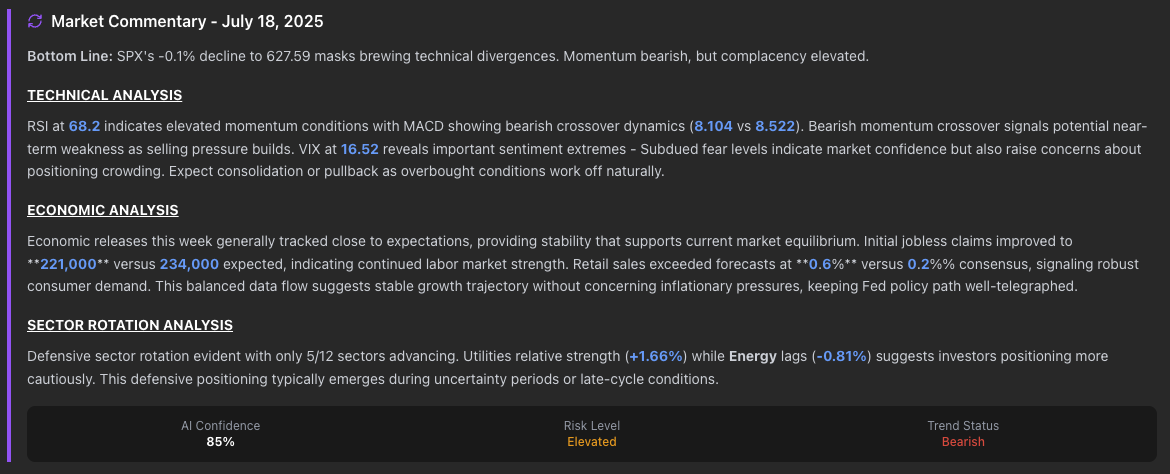 Market Commentary - July 18, 2025
Bottom Line: SPX's -0.1% decline to 627.59 masks brewing technical divergences. Momentum bearish, but complacency elevated.
TECHNICAL ANALYSIS
RSI at 68.2 indicates elevated momentum conditions with MACD showing bearish crossover dynamics (8.104 vs 8.522). Bearish momentum crossover signals potential near-
term weakness as selling pressure builds. VIX at 16.52 reveals important sentiment extremes - Subdued fear levels indicate market confidence but also raise concerns about
positioning crowding. Expect consolidation or pullback as overbought conditions work off naturally.
ECONOMIC ANALYSIS
Economic releases this week generally tracked close to expectations, providing stability that supports current market equilibrium. Initial jobless claims improved to
**221,000** versus 234,000 expected, indicating continued labor market strength. Retail sales exceeded forecasts at **0.6%** versus 0.2%% consensus, signaling robust
consumer demand. This balanced data flow suggests stable growth trajectory without concerning inflationary pressures, keeping Fed policy path well-telegraphed.
SECTOR ROTATION ANALYSIS
Defensive sector rotation evident with only 5/12 sectors advancing. Utilities relative strength (+1.66%) while Energy lags (-0.81%) suggests investors positioning more
cautiously. This defensive positioning typically emerges during uncertainty periods or late-cycle conditions.
AI Confidence
85%
Risk Level
Elevated
Trend Status
Bearish